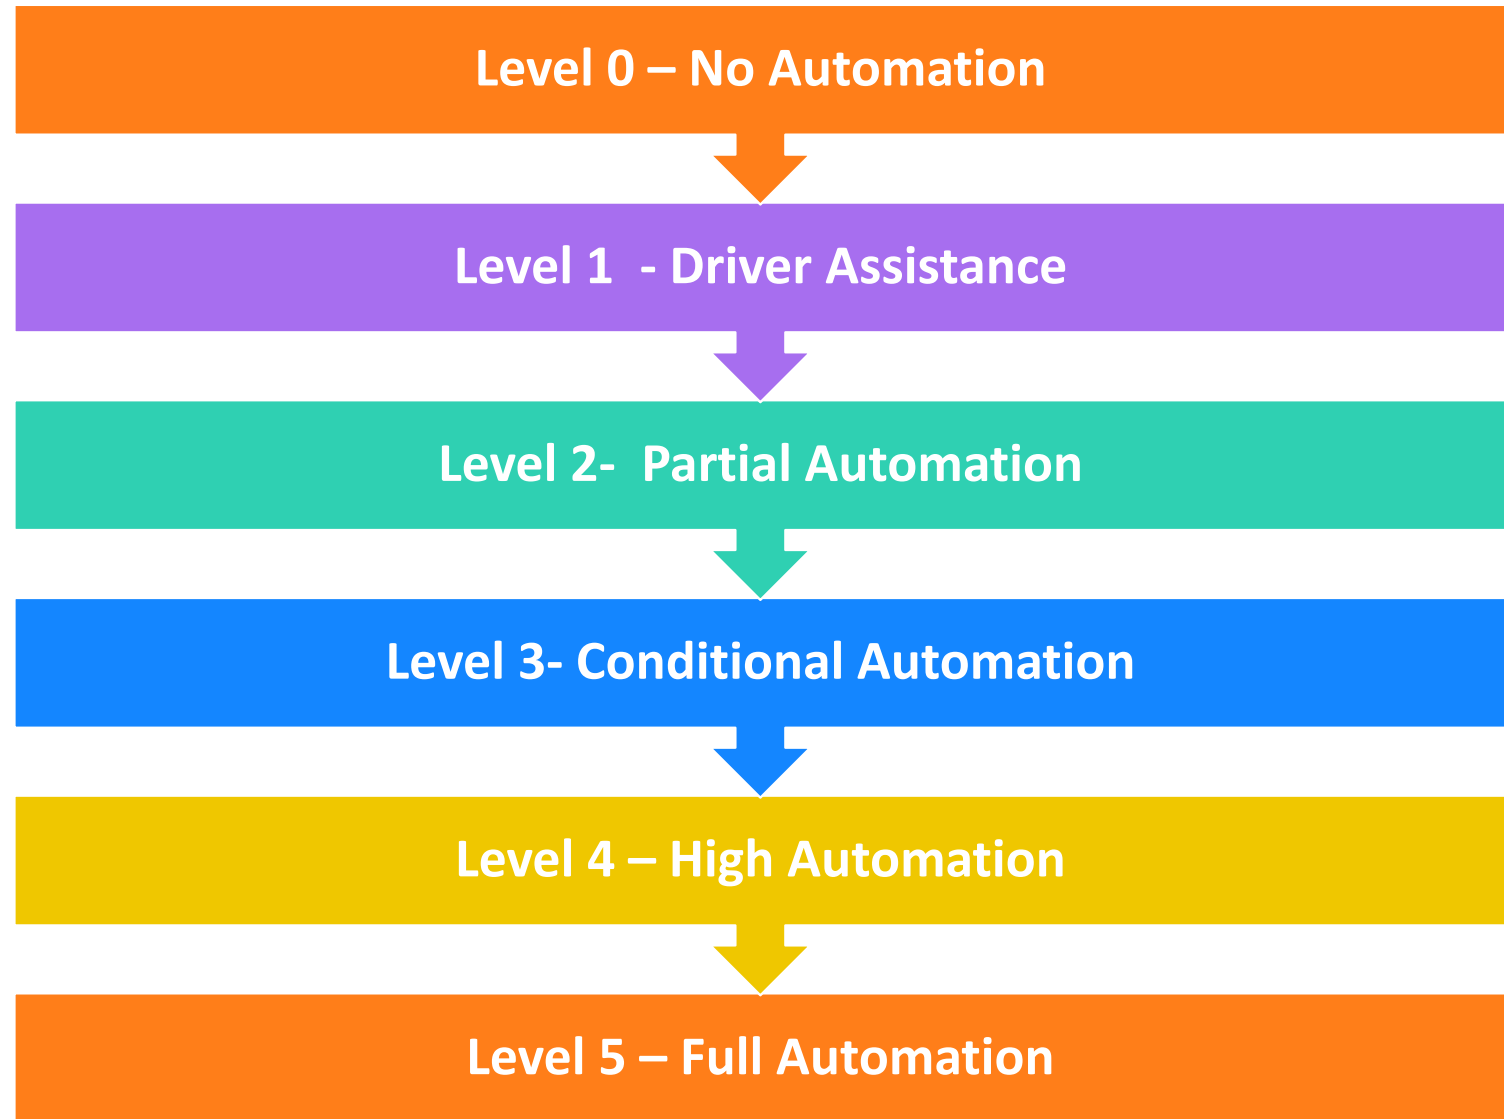 Level 0 – No Automation
Level 1  - Driver Assistance
Level 2-  Partial Automation
Level 3- Conditional Automation
Level 4 – High Automation
Level 5 – Full Automation